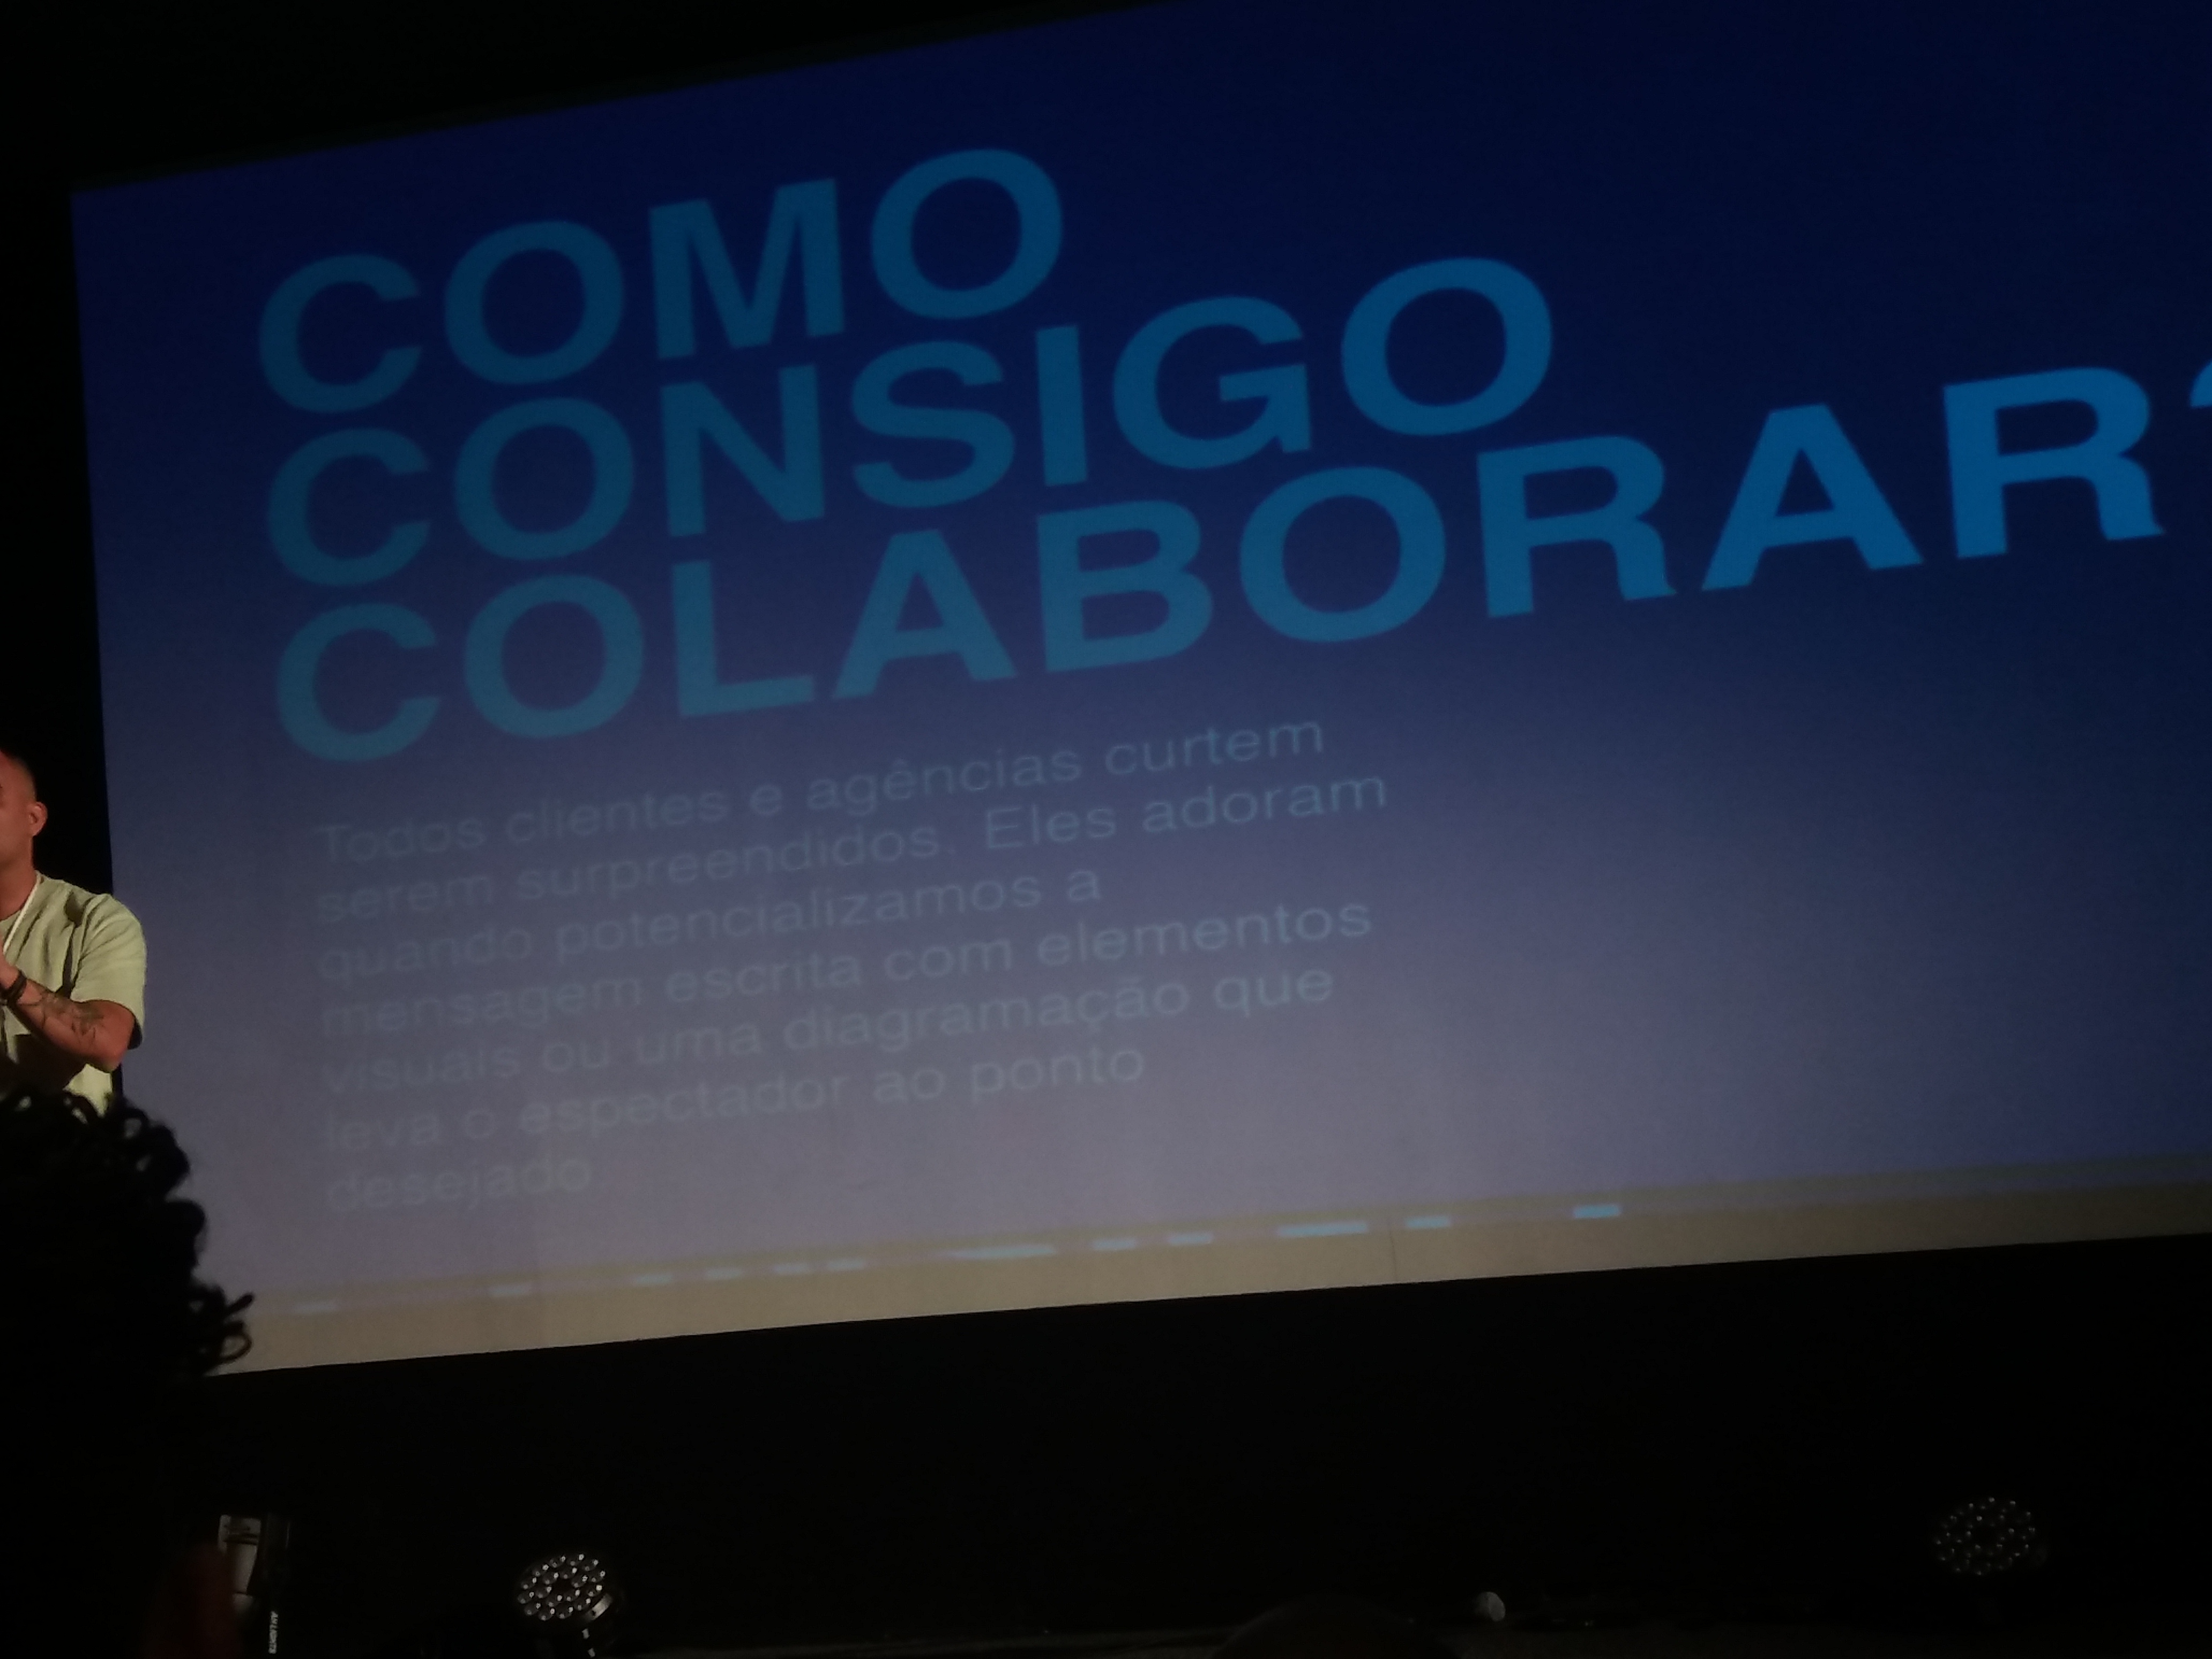 COMO
CONSIGO
COLABORAR?
Todos clientes e agências curtem
serem surpreendidos. Eles adoram
quando potencializamos a
mensagem escrita com elementos
visuais ou uma diagramação que
leva o espectador ao ponto
desejado